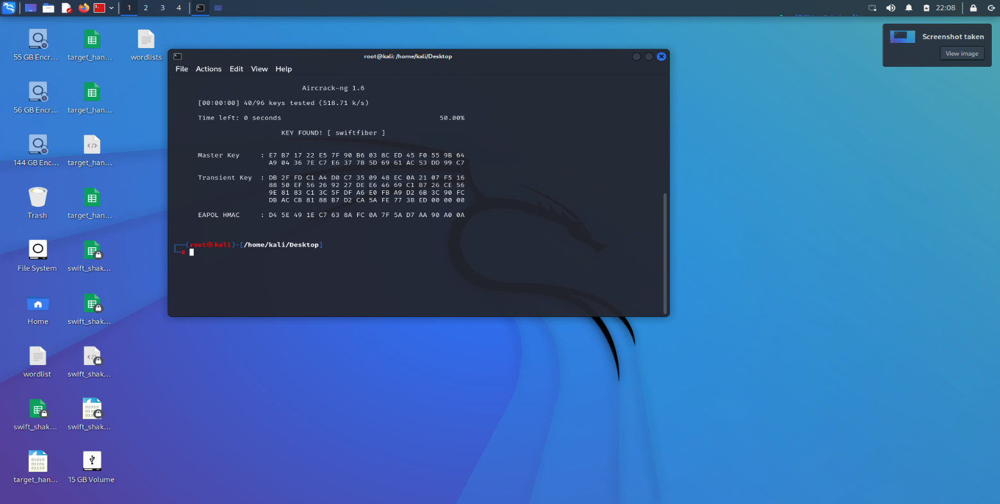 1 2 3 4
22:08
55 GB Encr...
target_han...
wordlists
56 GB Encr...
target_han...
144 GB Enc...
target_han...
Trash
target_han...
File System
swift_shak...
Home
swift_shak...
wordlist
swift_shak...
swift_shak...
swift_shak...
target_han...
15 GB Volume
root@kali: /home/kali/Desktop
File Actions Edit View Help
Aircrack-ng 1.6
[00:00:00] 40/96 keys tested (518.71 k/s)
Time left: 0 seconds 50.00%
KEY FOUND! [ swiftfiber ]
Master Key : E7 B7 17 22 E5 7F 90 B6 03 8C ED 45 F0 55 9B 64
A9 04 36 7E C7 E6 37 7B 5D 69 61 AC 53 DD 99 C7
Transient Key : DB 2F FD C1 A4 D0 C7 35 09 48 EC 0A 21 07 F5 16
88 50 EF 56 26 92 27 DE E6 46 69 C1 B7 26 CE 56
9E 81 83 C1 3C 5F DF A6 E0 FB A9 D2 6B 3C 90 FC
DB AC CB 81 88 B7 D2 CA 5A FE 77 3B ED 00 00 00
EAPOL HMAC : D4 5E 49 1E C7 63 8A FC 0A 7F 5A D7 AA 90 A0 0A
(root㉿kali)-[/home/kali/Desktop]
#
Screenshot taken
View image